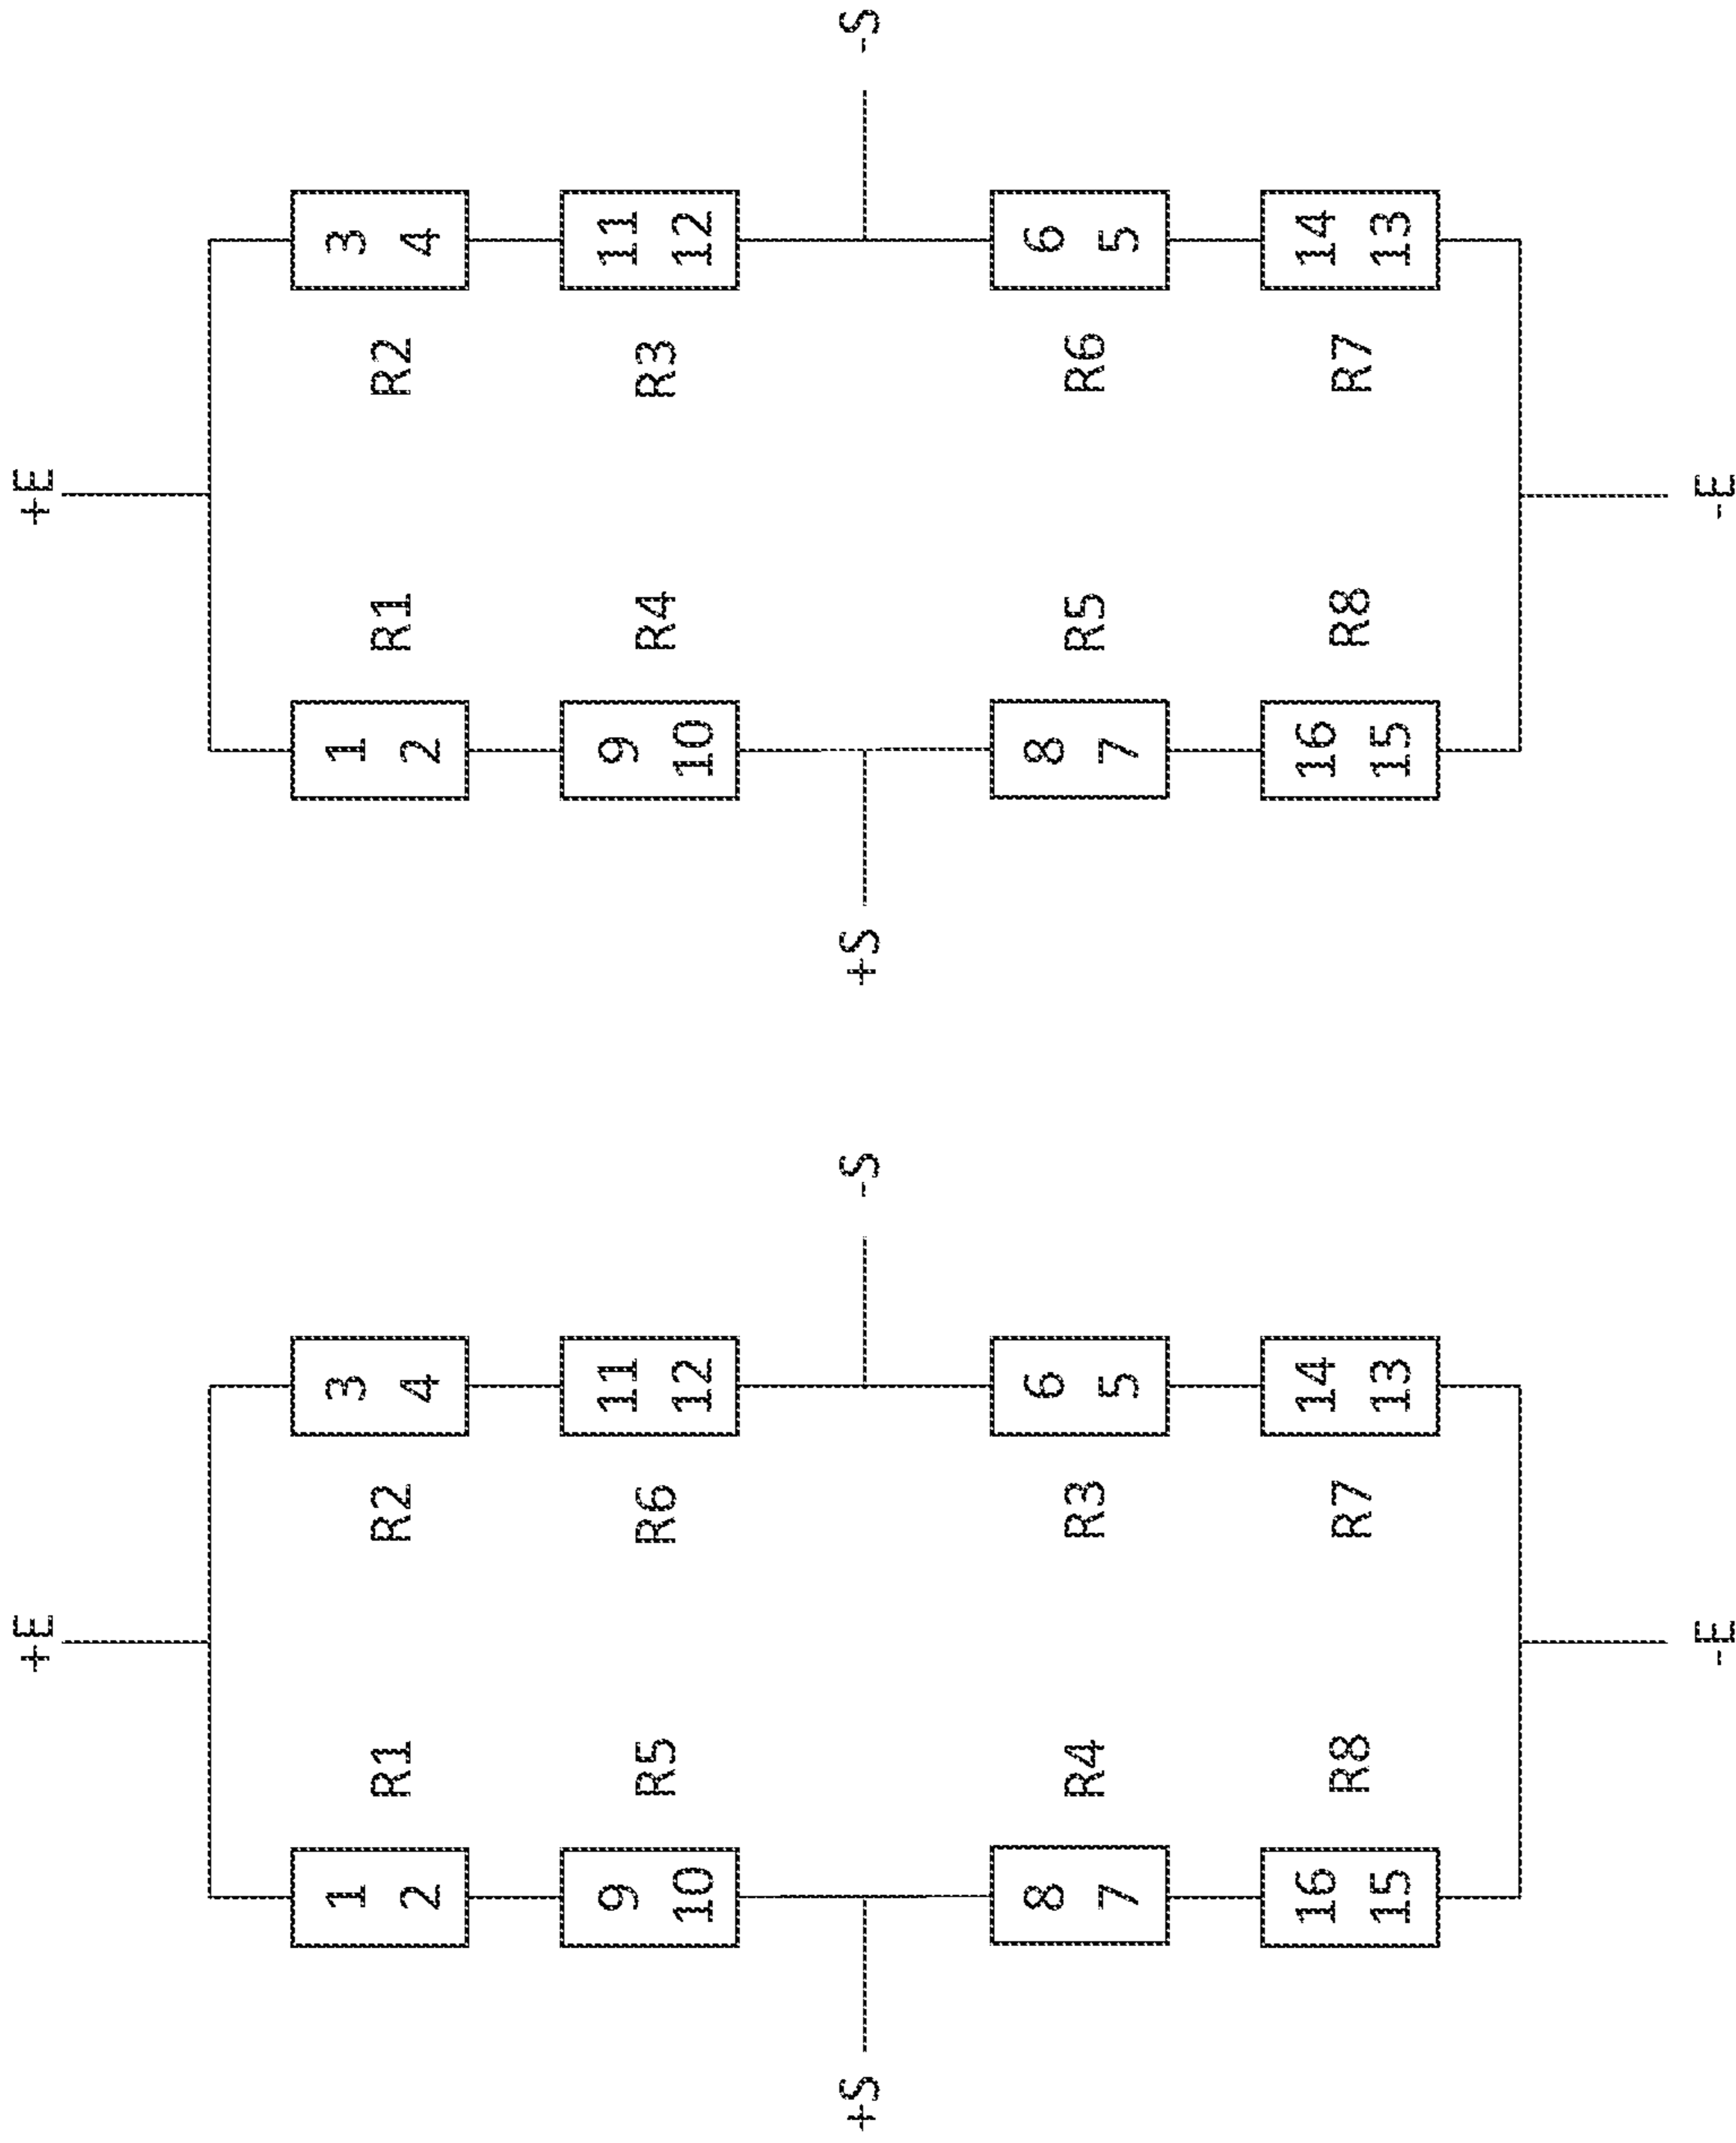 +E +E
1 3 1 3
R1 R2 R1 R2
2 4 2 4
9 11 9 11
R5 R6 R4 R3
10 12 10 12
+S -S +S -S
8 6 8 6
R4 R3 R5 R6
7 5 7 5
16 14 16 14
R8 R7 R8 R7
15 13 15 13
-E -E